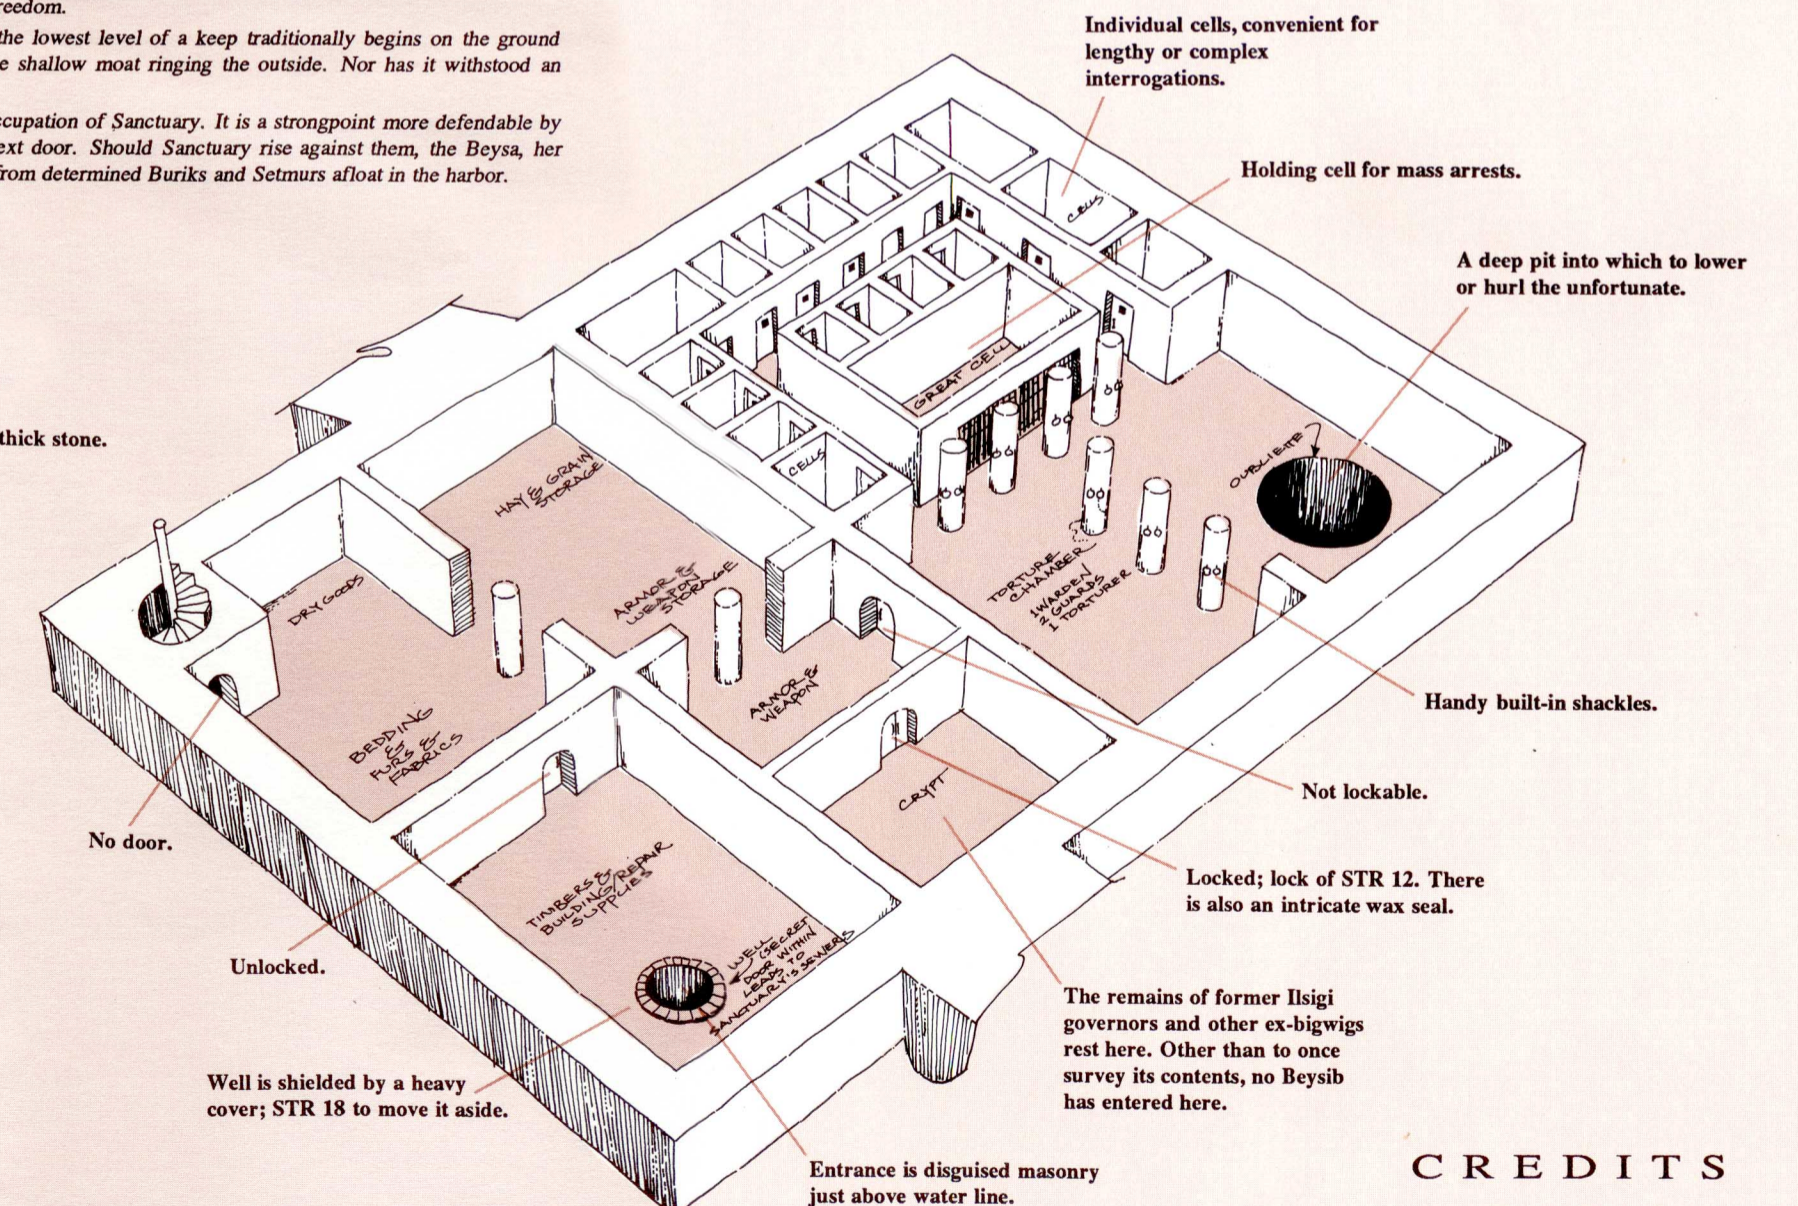 reedom.
the lowest level of a keep traditionally begins on the ground
e shallow moat ringing the outside. Nor has it withstood an
ccupation of Sanctuary. It is a strongpoint more defendable by
ext door. Should Sanctuary rise against them, the Beysa, her
rom determined Buriks and Setmurs afloat in the harbor.
Individual cells, convenient for
lengthy or complex
interrogations.
Holding cell for mass arrests.
A deep pit into which to lower
or hurl the unfortunate.
thick stone.
CELLS
GREAT CELL
OUBLIETTE
CELLS
HAY & GRAIN
STORAGE
DRY GOODS
ARMOR &
WEAPON
STORAGE
TORTURE
CHAMBER
1 WARDEN/
2 GUARDS
1 TORTURER
ARMOR &
WEAPON
BEDDING
&
FURS &
FABRICS
CRYPT
Handy built-in shackles.
Not lockable.
No door.
Locked; lock of STR 12. There
is also an intricate wax seal.
TIMBERS &
BUILDING/REPAIR
SUPPLIES
WELL
(SECRET
DOOR WITHIN
LEADS TO
SANCTUARY'S SEWERS
Unlocked.
The remains of former Ilsigi
governors and other ex-bigwigs
rest here. Other than to once
survey its contents, no Beysib
has entered here.
Well is shielded by a heavy
cover; STR 18 to move it aside.
Entrance is disguised masonry
just above water line.
CREDITS